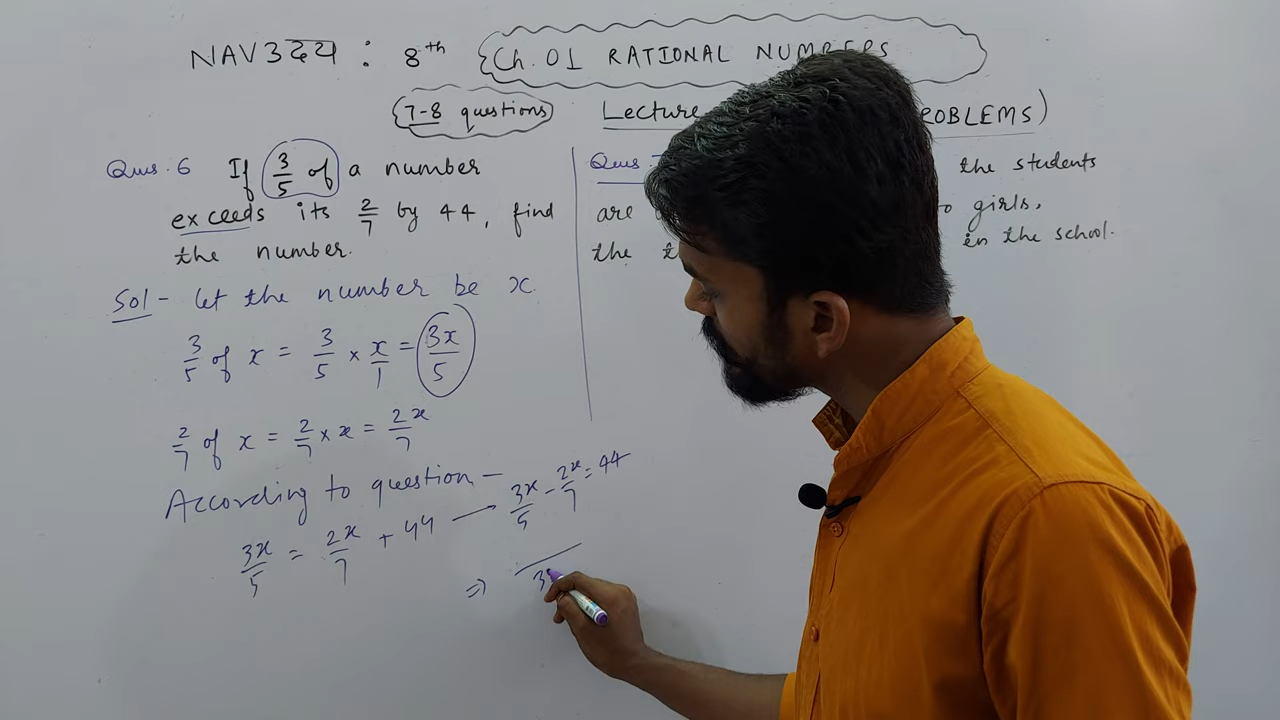 NAV उदय : 8th {Ch. 01 RATIONAL NUMBERS
{7-8 questions} Lecture ROBLEMS)
Ques. 6 If 3/5 of a number
exceeds its 2/7 by 44, find
the number.
Sol - let the number be x.
3/5 of x = 3/5 × x/1 = 3x/5
2/7 of x = 2/7 × x = 2x/7
According to question -
3x/5 = 2x/7 + 44 → 3x/5 - 2x/7 = 44
⇒
Ques the students
are to girls,
the in the school.